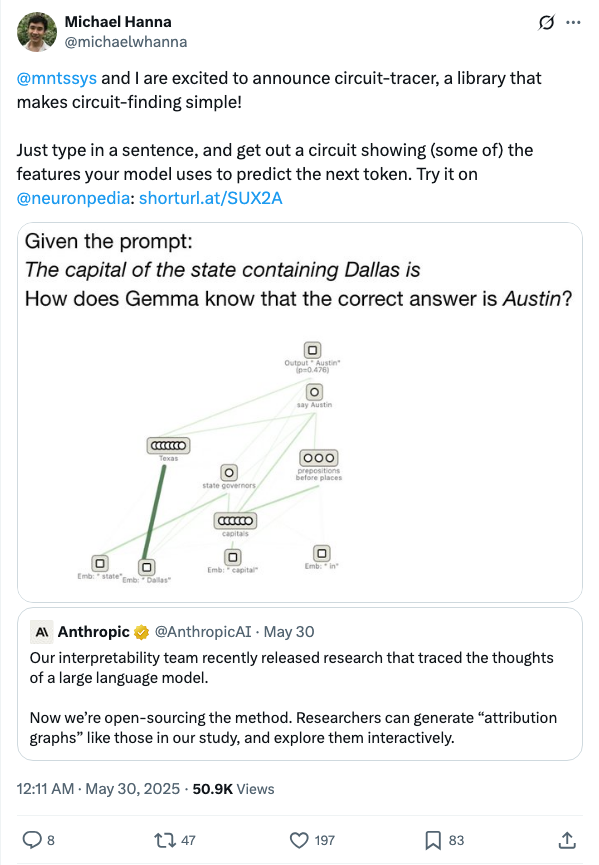 Michael Hanna
@michaelwhanna
@mntssys and I are excited to announce circuit-tracer, a library that
makes circuit-finding simple!
Just type in a sentence, and get out a circuit showing (some of) the
features your model uses to predict the next token. Try it on
@neuronpedia: shorturl.at/SUX2A
Given the prompt:
The capital of the state containing Dallas is
How does Gemma know that the correct answer is Austin?
Output " Austin"
(p=0.476)
say Austin
Texas
state governors
prepositions
before places
capitals
Emb: " state"
Emb: " Dallas"
Emb: " capital"
Emb: " in"
Anthropic @AnthropicAI · May 30
Our interpretability team recently released research that traced the thoughts
of a large language model.
Now we’re open-sourcing the method. Researchers can generate “attribution
graphs” like those in our study, and explore them interactively.
12:11 AM · May 30, 2025 · 50.9K Views
8 47 197 83